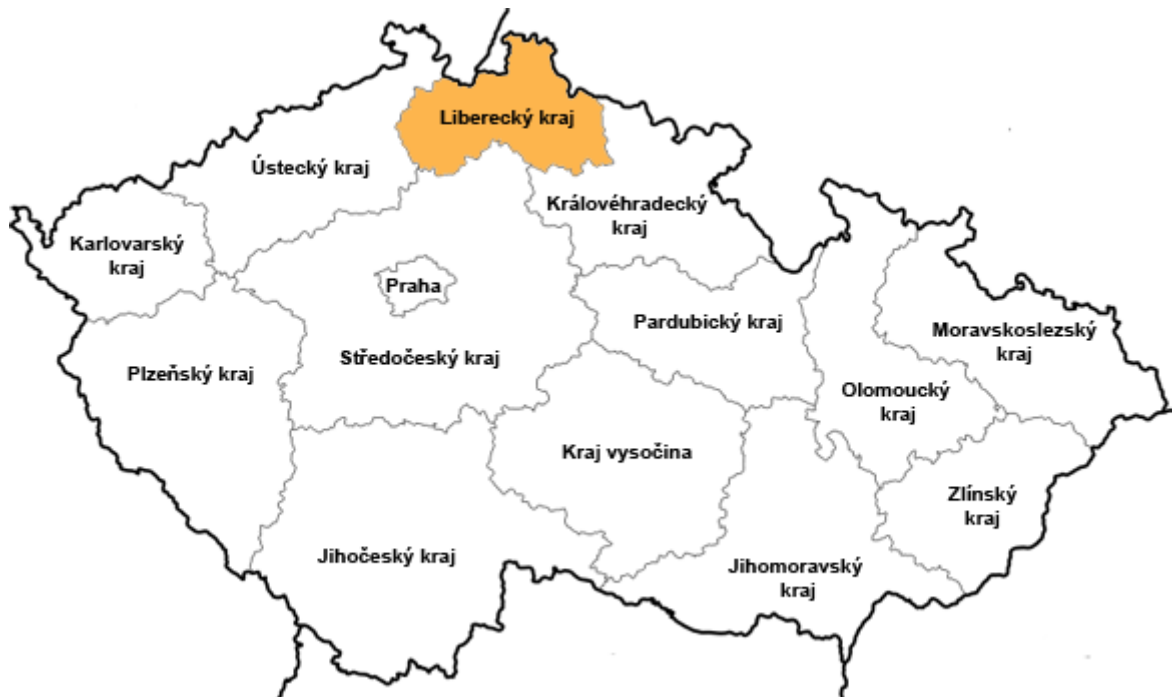 Liberecký kraj
Ústecký kraj
Královéhradecký
kraj
Karlovarský
kraj
Praha
Pardubický kraj
Moravskoslezský
kraj
Středočeský kraj
Plzeňský kraj
Olomoucký
kraj
Kraj vysočina
Zlínský
kraj
Jihočeský kraj
Jihomoravský
kraj